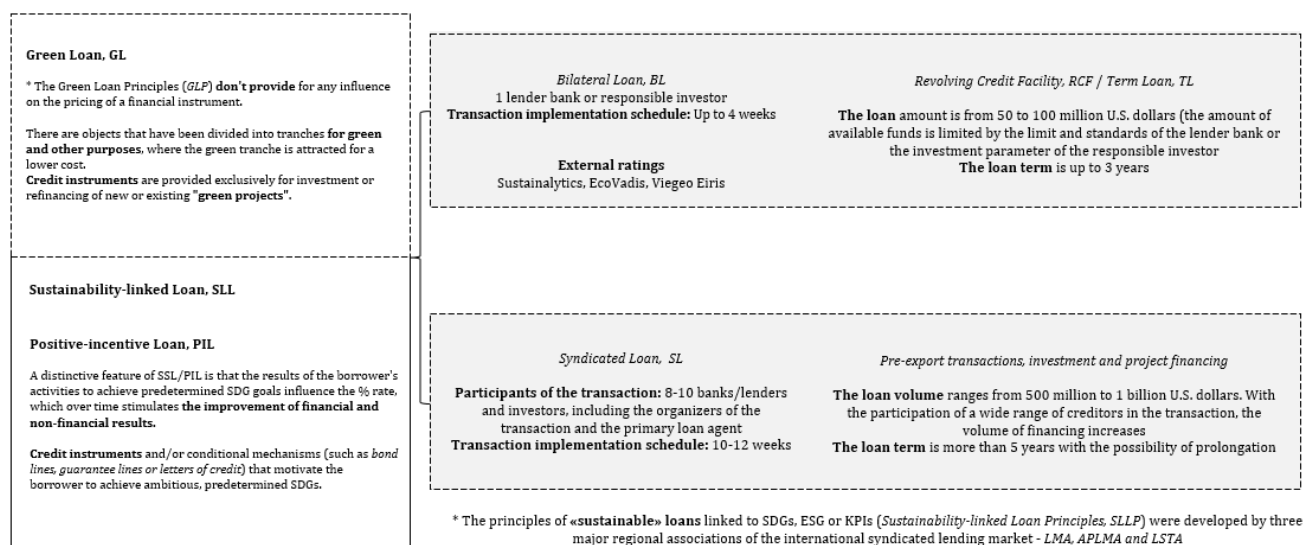 Green Loan, GL
* The Green Loan Principles (GLP) don't provide for any influence
on the pricing of a financial instrument.
There are objects that have been divided into tranches for green
and other purposes, where the green tranche is attracted for a
lower cost.
Credit instruments are provided exclusively for investment or
refinancing of new or existing "green projects".
Sustainability-linked Loan, SLL
Positive-incentive Loan, PIL
A distinctive feature of SSL/PIL is that the results of the borrower's
activities to achieve predetermined SDG goals influence the % rate,
which over time stimulates the improvement of financial and
non-financial results.
Credit instruments and/or conditional mechanisms (such as bond
lines, guarantee lines or letters of credit) that motivate the
borrower to achieve ambitious, predetermined SDGs.
Bilateral Loan, BL
1 lender bank or responsible investor
Transaction implementation schedule: Up to 4 weeks
External ratings
Sustainalytics, EcoVadis, Viegeo Eiris
Revolving Credit Facility, RCF / Term Loan, TL
The loan amount is from 50 to 100 million U.S. dollars (the amount of
available funds is limited by the limit and standards of the lender bank or
the investment parameter of the responsible investor
The loan term is up to 3 years
Syndicated Loan, SL
Participants of the transaction: 8-10 banks/lenders
and investors, including the organizers of the
transaction and the primary loan agent
Transaction implementation schedule: 10-12 weeks
Pre-export transactions, investment and project financing
The loan volume ranges from 500 million to 1 billion U.S. dollars. With
the participation of a wide range of creditors in the transaction, the
volume of financing increases
The loan term is more than 5 years with the possibility of prolongation
* The principles of «sustainable» loans linked to SDGs, ESG or KPIs (Sustainability-linked Loan Principles, SLLP) were developed by three
major regional associations of the international syndicated lending market - LMA, APLMA and LSTA